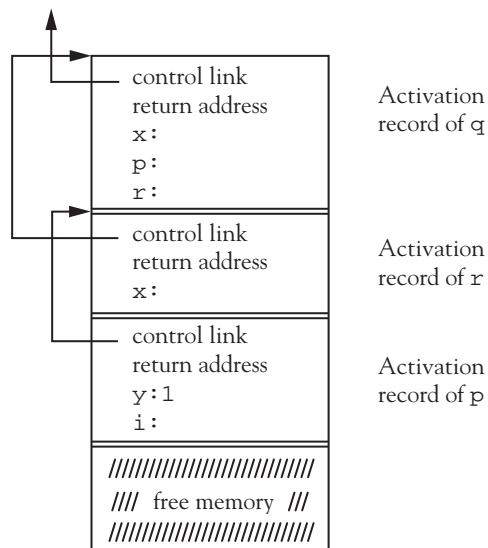 control link
return address
x:
p:
r:
Activation
record of q
control link
return address
x:
Activation
record of r
control link
return address
y:1
i:
Activation
record of p
free memory